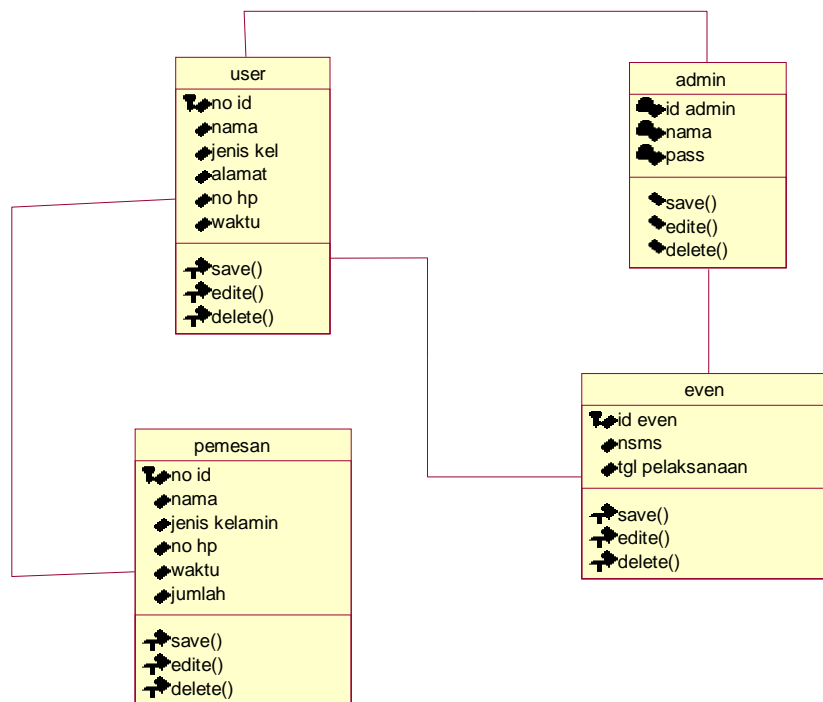 user
no id
nama
jenis kel
alamat
no hp
waktu
save()
edite()
delete()
admin
id admin
nama
pass
save()
edite()
delete()
even
id even
nsms
tgl pelaksanaan
save()
edite()
delete()
pemesan
no id
nama
jenis kelamin
no hp
waktu
jumlah
save()
edite()
delete()